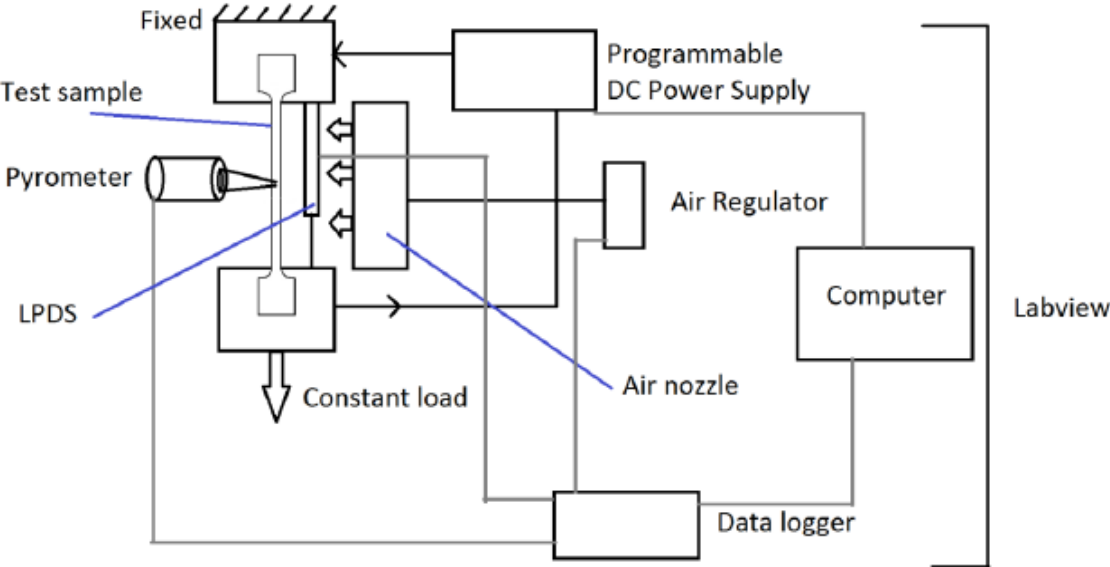 Fixed
Programmable
DC Power Supply
Test sample
Pyrometer
Air Regulator
Computer
LPDS
Labview
Air nozzle
Constant load
Data logger